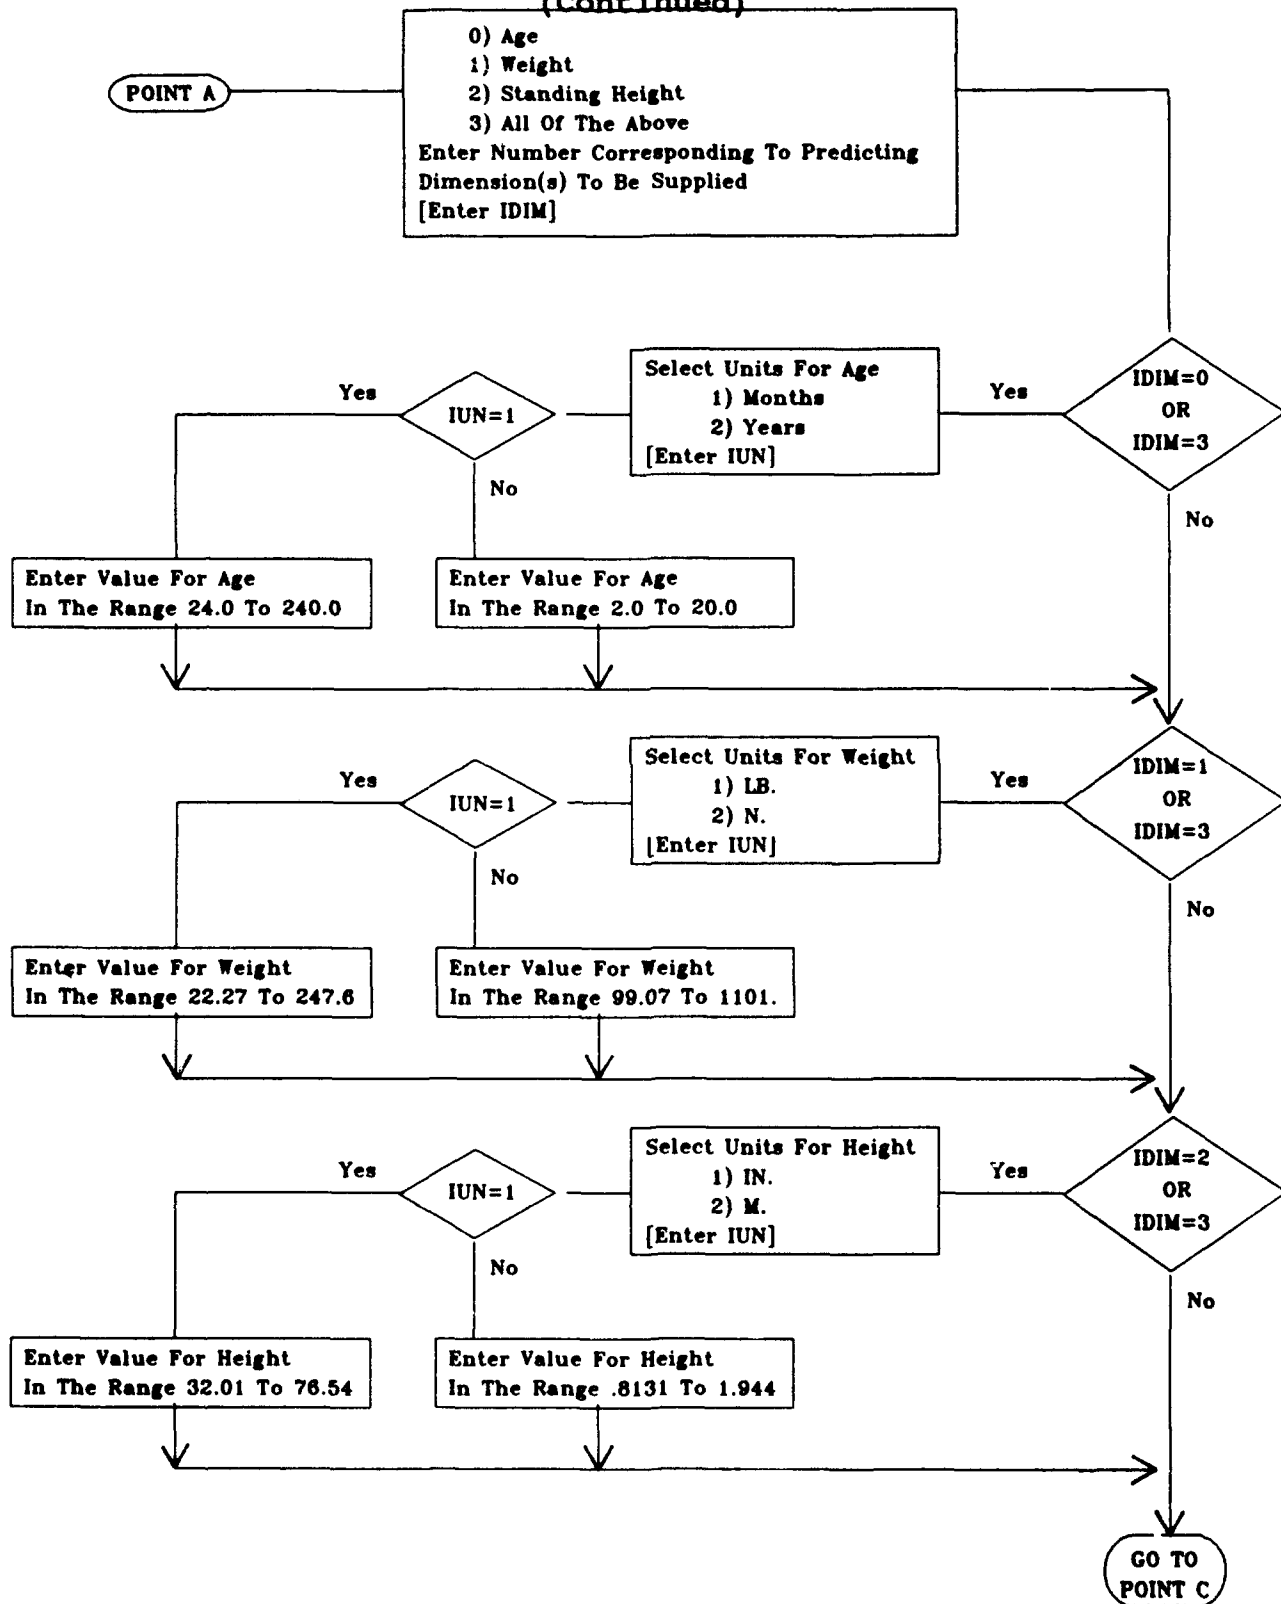 (Continued)
POINT A
0) Age
1) Weight
2) Standing Height
3) All Of The Above
Enter Number Corresponding To Predicting
Dimension(s) To Be Supplied
[Enter IDIM]
IDIM=0
OR
IDIM=3
Yes
No
Select Units For Age
1) Months
2) Years
[Enter IUN]
IUN=1
Yes
No
Enter Value For Age
In The Range 24.0 To 240.0
Enter Value For Age
In The Range 2.0 To 20.0
IDIM=1
OR
IDIM=3
Yes
No
Select Units For Weight
1) LB.
2) N.
[Enter IUN]
IUN=1
Yes
No
Enter Value For Weight
In The Range 22.27 To 247.6
Enter Value For Weight
In The Range 99.07 To 1101.
IDIM=2
OR
IDIM=3
Yes
No
Select Units For Height
1) IN.
2) M.
[Enter IUN]
IUN=1
Yes
No
Enter Value For Height
In The Range 32.01 To 76.54
Enter Value For Height
In The Range .8131 To 1.944
GO TO
POINT C